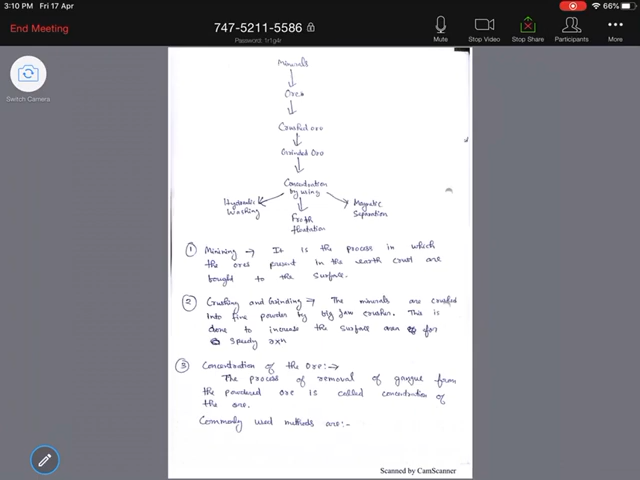 3:10 PM Fri 17 Apr
66%
End Meeting
747-5211-5586
Password: 1r1g4r
Mute
Stop Video
Stop Share
Participants
More
Switch Camera
Minerals
Ores
Crushed ore
Grinded Ore
Concentration
by using
Hydraulic
Washing
Froth
flotation
Magnetic
Separation
① Minining → It is the process in which
the ores present in the earth crust are
bought to the surface.
② Crushing and Grinding → The minerals are crushed
into fine powder by big Jaw crusher. This is
done to increase the surface area for
speedy rxn
③ Concentration of the Ore:→
The process of removal of gangue from
the powdered ore is called concentration of
the ore.
Commonly used methods are:-
Scanned by CamScanner